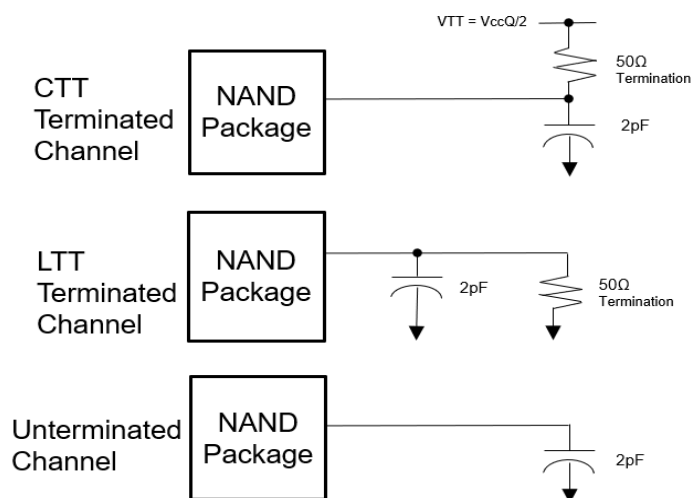 VTT = VccQ/2
CTT
Terminated
Channel
NAND
Package
50Ω
Termination
2pF
LTT
Terminated
Channel
NAND
Package
2pF
50Ω
Termination
Unterminated
Channel
NAND
Package
2pF